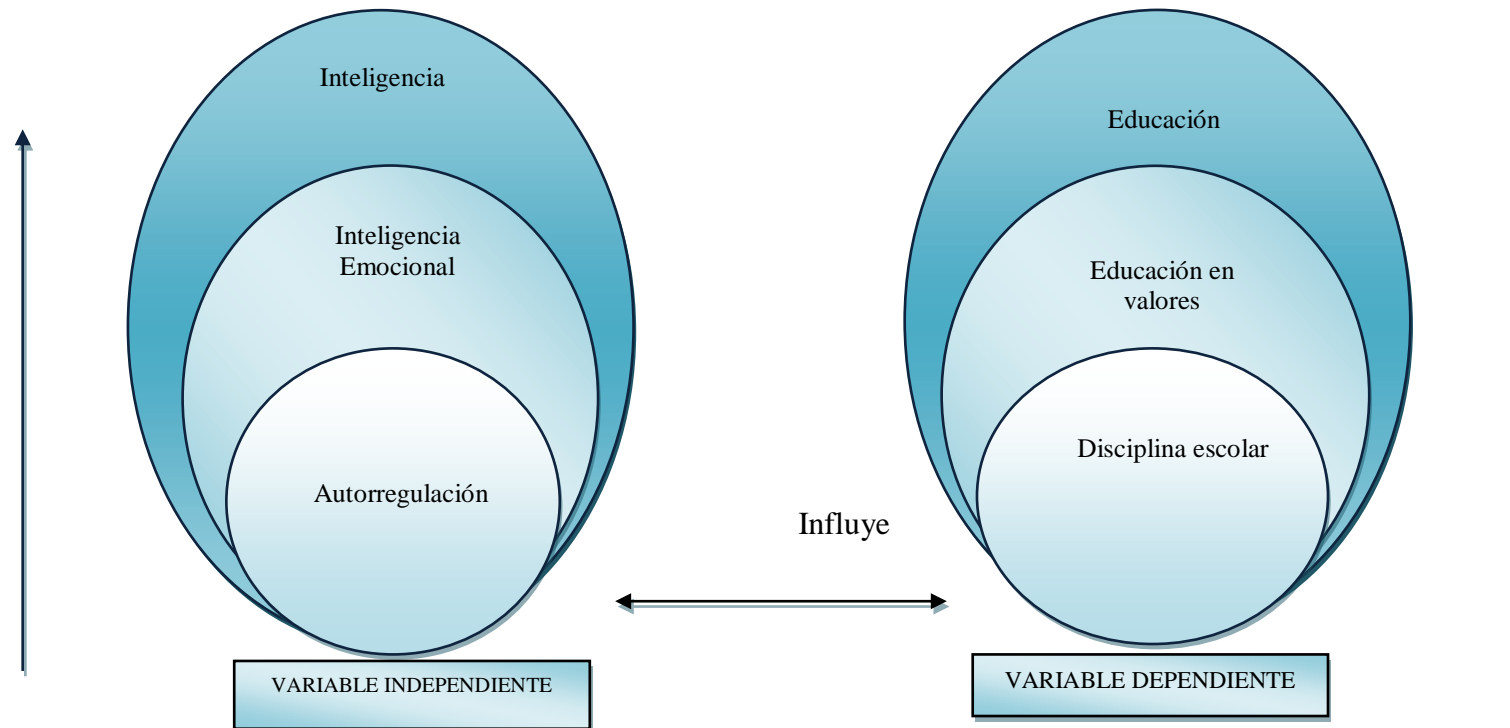 Inteligencia
Inteligencia
Emocional
Autorregulación
Influye
Educación
Educación en
valores
Disciplina escolar
VARIABLE INDEPENDIENTE
VARIABLE DEPENDIENTE